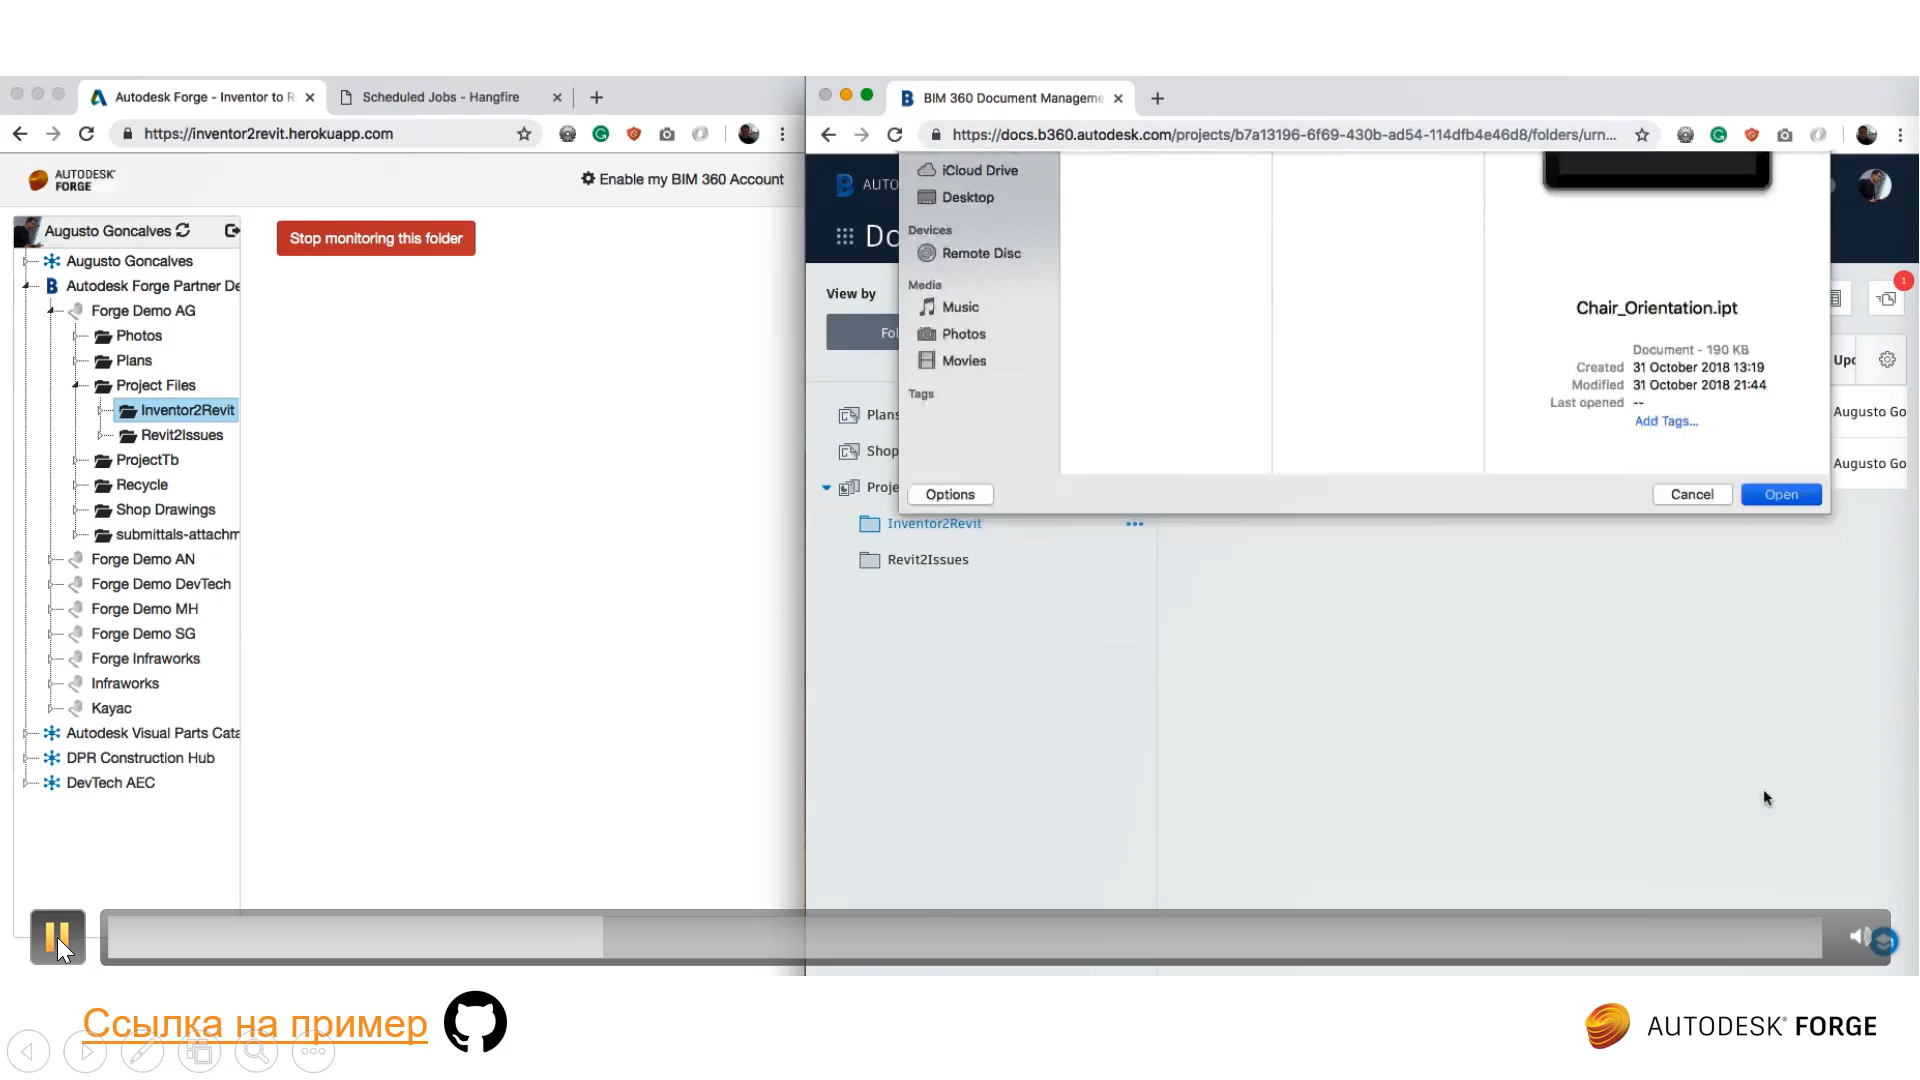 Autodesk Forge - Inventor to R
Scheduled Jobs - Hangfire
https://inventor2revit.herokuapp.com
AUTODESK
FORGE
Enable my BIM 360 Account
Augusto Goncalves
Stop monitoring this folder
Augusto Goncalves
Autodesk Forge Partner De
Forge Demo AG
Photos
Plans
Project Files
Inventor2Revit
Revit2Issues
ProjectTb
Recycle
Shop Drawings
submittals-attachm
Forge Demo AN
Forge Demo DevTech
Forge Demo MH
Forge Demo SG
Forge Infraworks
Infraworks
Kayac
Autodesk Visual Parts Cata
DPR Construction Hub
DevTech AEC
BIM 360 Document Manageme
https://docs.b360.autodesk.com/projects/b7a13196-6f69-430b-ad54-114dfb4e46d8/folders/urn...
AUTO
Do
View by
Fol
Plans
Shop
Proje
Inventor2Revit
Revit2Issues
iCloud Drive
Desktop
Devices
Remote Disc
Media
Music
Photos
Movies
Tags
Chair_Orientation.ipt
Document - 190 KB
Created 31 October 2018 13:19
Modified 31 October 2018 21:44
Last opened --
Add Tags...
Options
Cancel
Open
1
Upd
Augusto Go
Augusto Go
Ссылка на пример
AUTODESK® FORGE